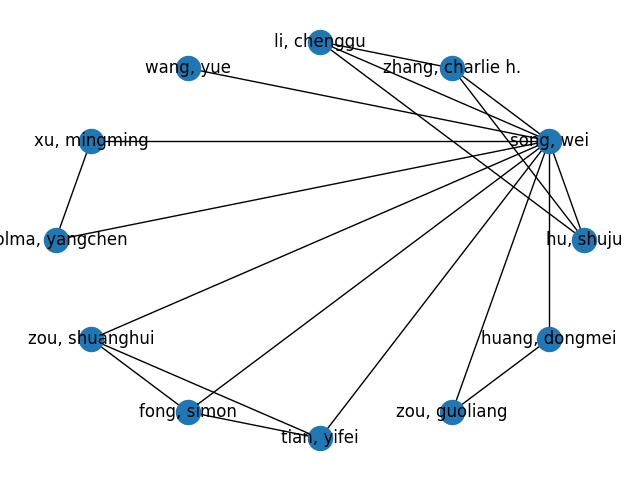 li, chenggu
wang, yue
zhang, charlie h.
xu, mingming
song, wei
olma, yangchen
hu, shuju
zou, shuanghui
huang, dongmei
fong, simon
zou, guoliang
tian, yifei